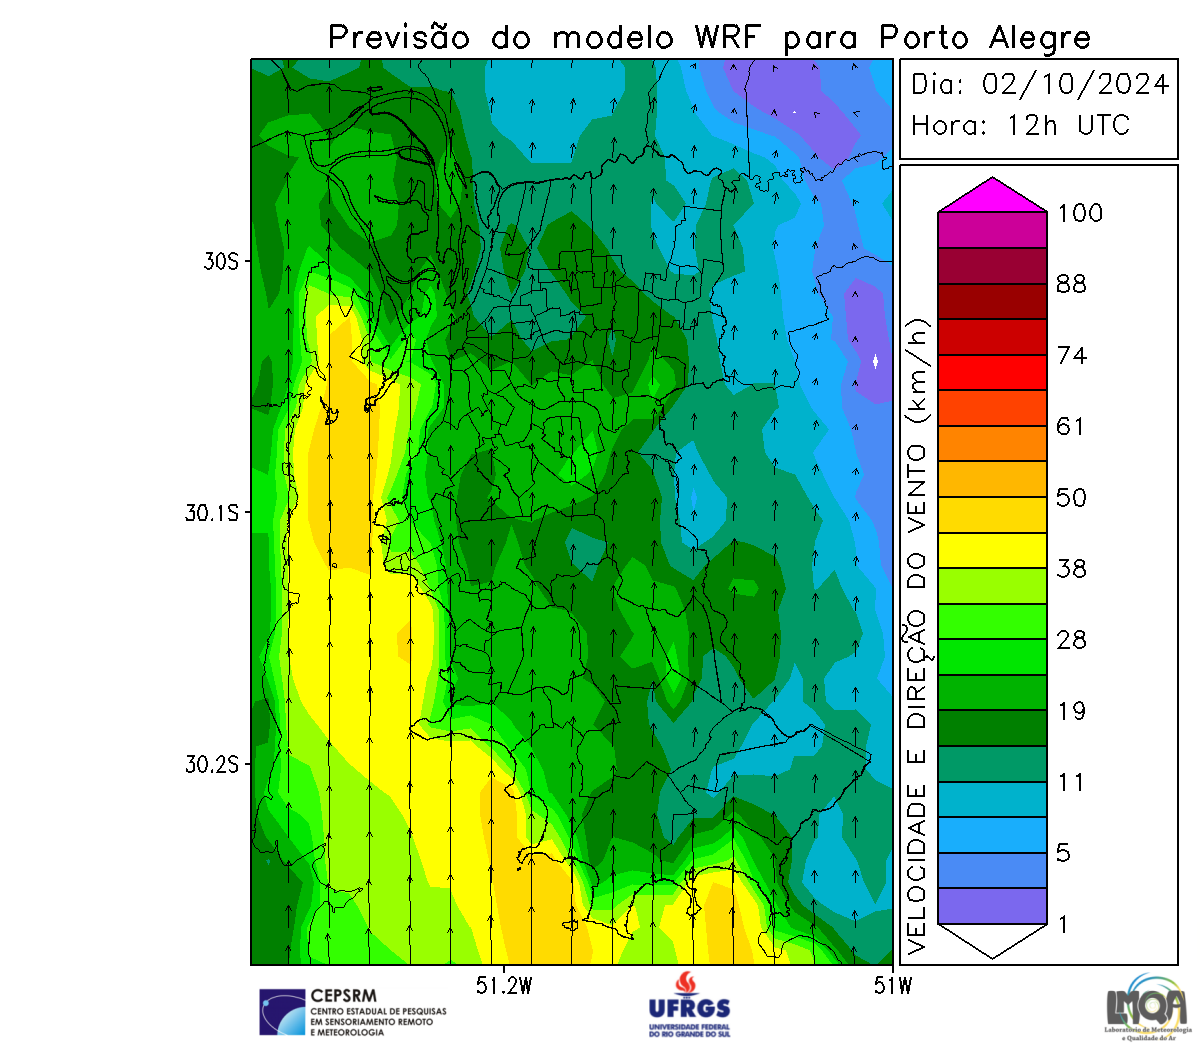 Previsão do modelo WRF para Porto Alegre
Dia: 02/10/2024
Hora: 12h UTC
30S
30.1S
30.2S
51.2W
51W
VELOCIDADE E DIREÇÃO DO VENTO (km/h)
100
88
74
61
50
38
28
19
11
5
1
CEPSRM
CENTRO ESTADUAL DE PESQUISAS
EM SENSORIAMENTO REMOTO
E METEOROLOGIA
UFRGS
UNIVERSIDADE FEDERAL
DO RIO GRANDE DO SUL
LMQA
Laboratório de Meteorologia
e Qualidade do Ar